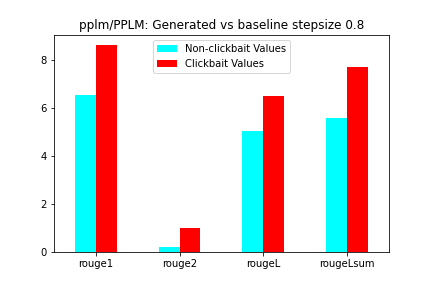 pplm/PPLM: Generated vs baseline stepsize 0.8
Non-clickbait Values
Clickbait Values
8
6
4
2
0
rouge1 rouge2 rougeL rougeLsum